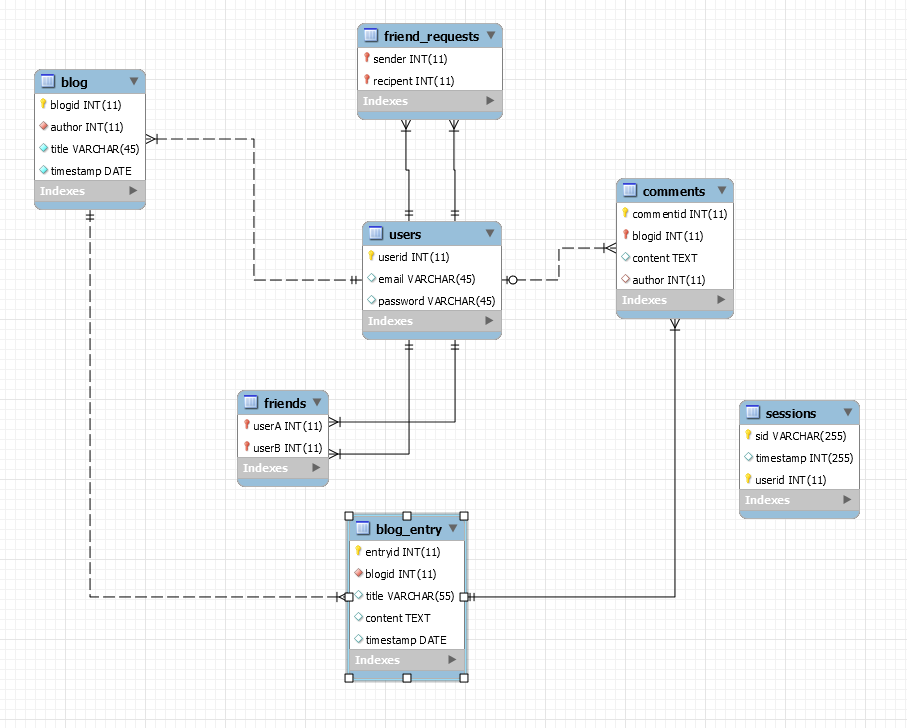 friend_requests
sender INT(11)
recipent INT(11)
Indexes
blog
blogid INT(11)
author INT(11)
title VARCHAR(45)
timestamp DATE
Indexes
comments
commentid INT(11)
blogid INT(11)
content TEXT
author INT(11)
Indexes
users
userid INT(11)
email VARCHAR(45)
password VARCHAR(45)
Indexes
friends
userA INT(11)
userB INT(11)
Indexes
sessions
sid VARCHAR(255)
timestamp INT(255)
userid INT(11)
Indexes
blog_entry
entryid INT(11)
blogid INT(11)
title VARCHAR(55)
content TEXT
timestamp DATE
Indexes